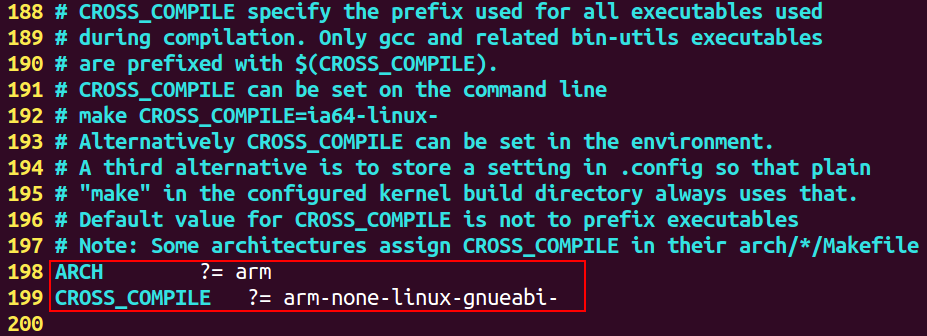 188 # CROSS_COMPILE specify the prefix used for all executables used
189 # during compilation. Only gcc and related bin-utils executables
190 # are prefixed with $(CROSS_COMPILE).
191 # CROSS_COMPILE can be set on the command line
192 # make CROSS_COMPILE=ia64-linux-
193 # Alternatively CROSS_COMPILE can be set in the environment.
194 # A third alternative is to store a setting in .config so that plain
195 # "make" in the configured kernel build directory always uses that.
196 # Default value for CROSS_COMPILE is not to prefix executables
197 # Note: Some architectures assign CROSS_COMPILE in their arch/*/Makefile
198 ARCH        ?= arm
199 CROSS_COMPILE   ?= arm-none-linux-gnueabi-
200